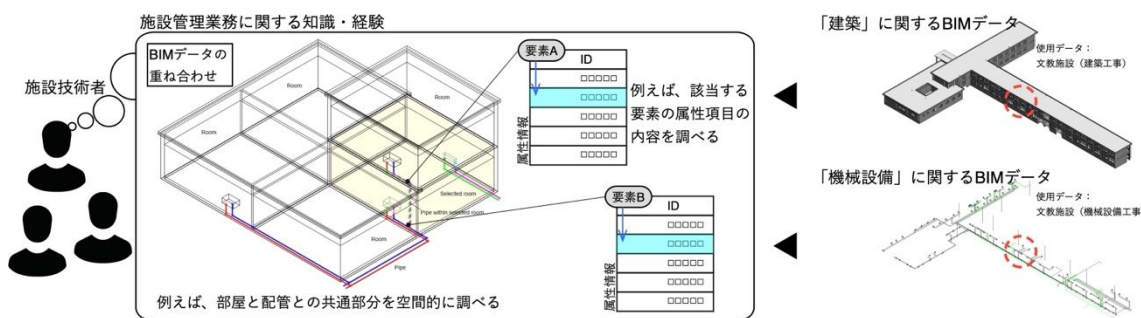 施設管理業務に関する知識・経験
施設技術者
BIMデータの
重ね合わせ
Room
Room
Room
Room
Selected room
Pipe within selected room
Pipe
要素A
ID
□□□□□
□□□□□
□□□□□
□□□□□
□□□□□
属性情報
例えば、該当する
要素の属性項目の
内容を調べる
要素B
ID
□□□□□
□□□□□
□□□□□
□□□□□
□□□□□
属性情報
例えば、部屋と配管との共通部分を空間的に調べる
「建築」に関するBIMデータ
使用データ：
文教施設（建築工事）
「機械設備」に関するBIMデータ
使用データ：
文教施設（機械設備工事